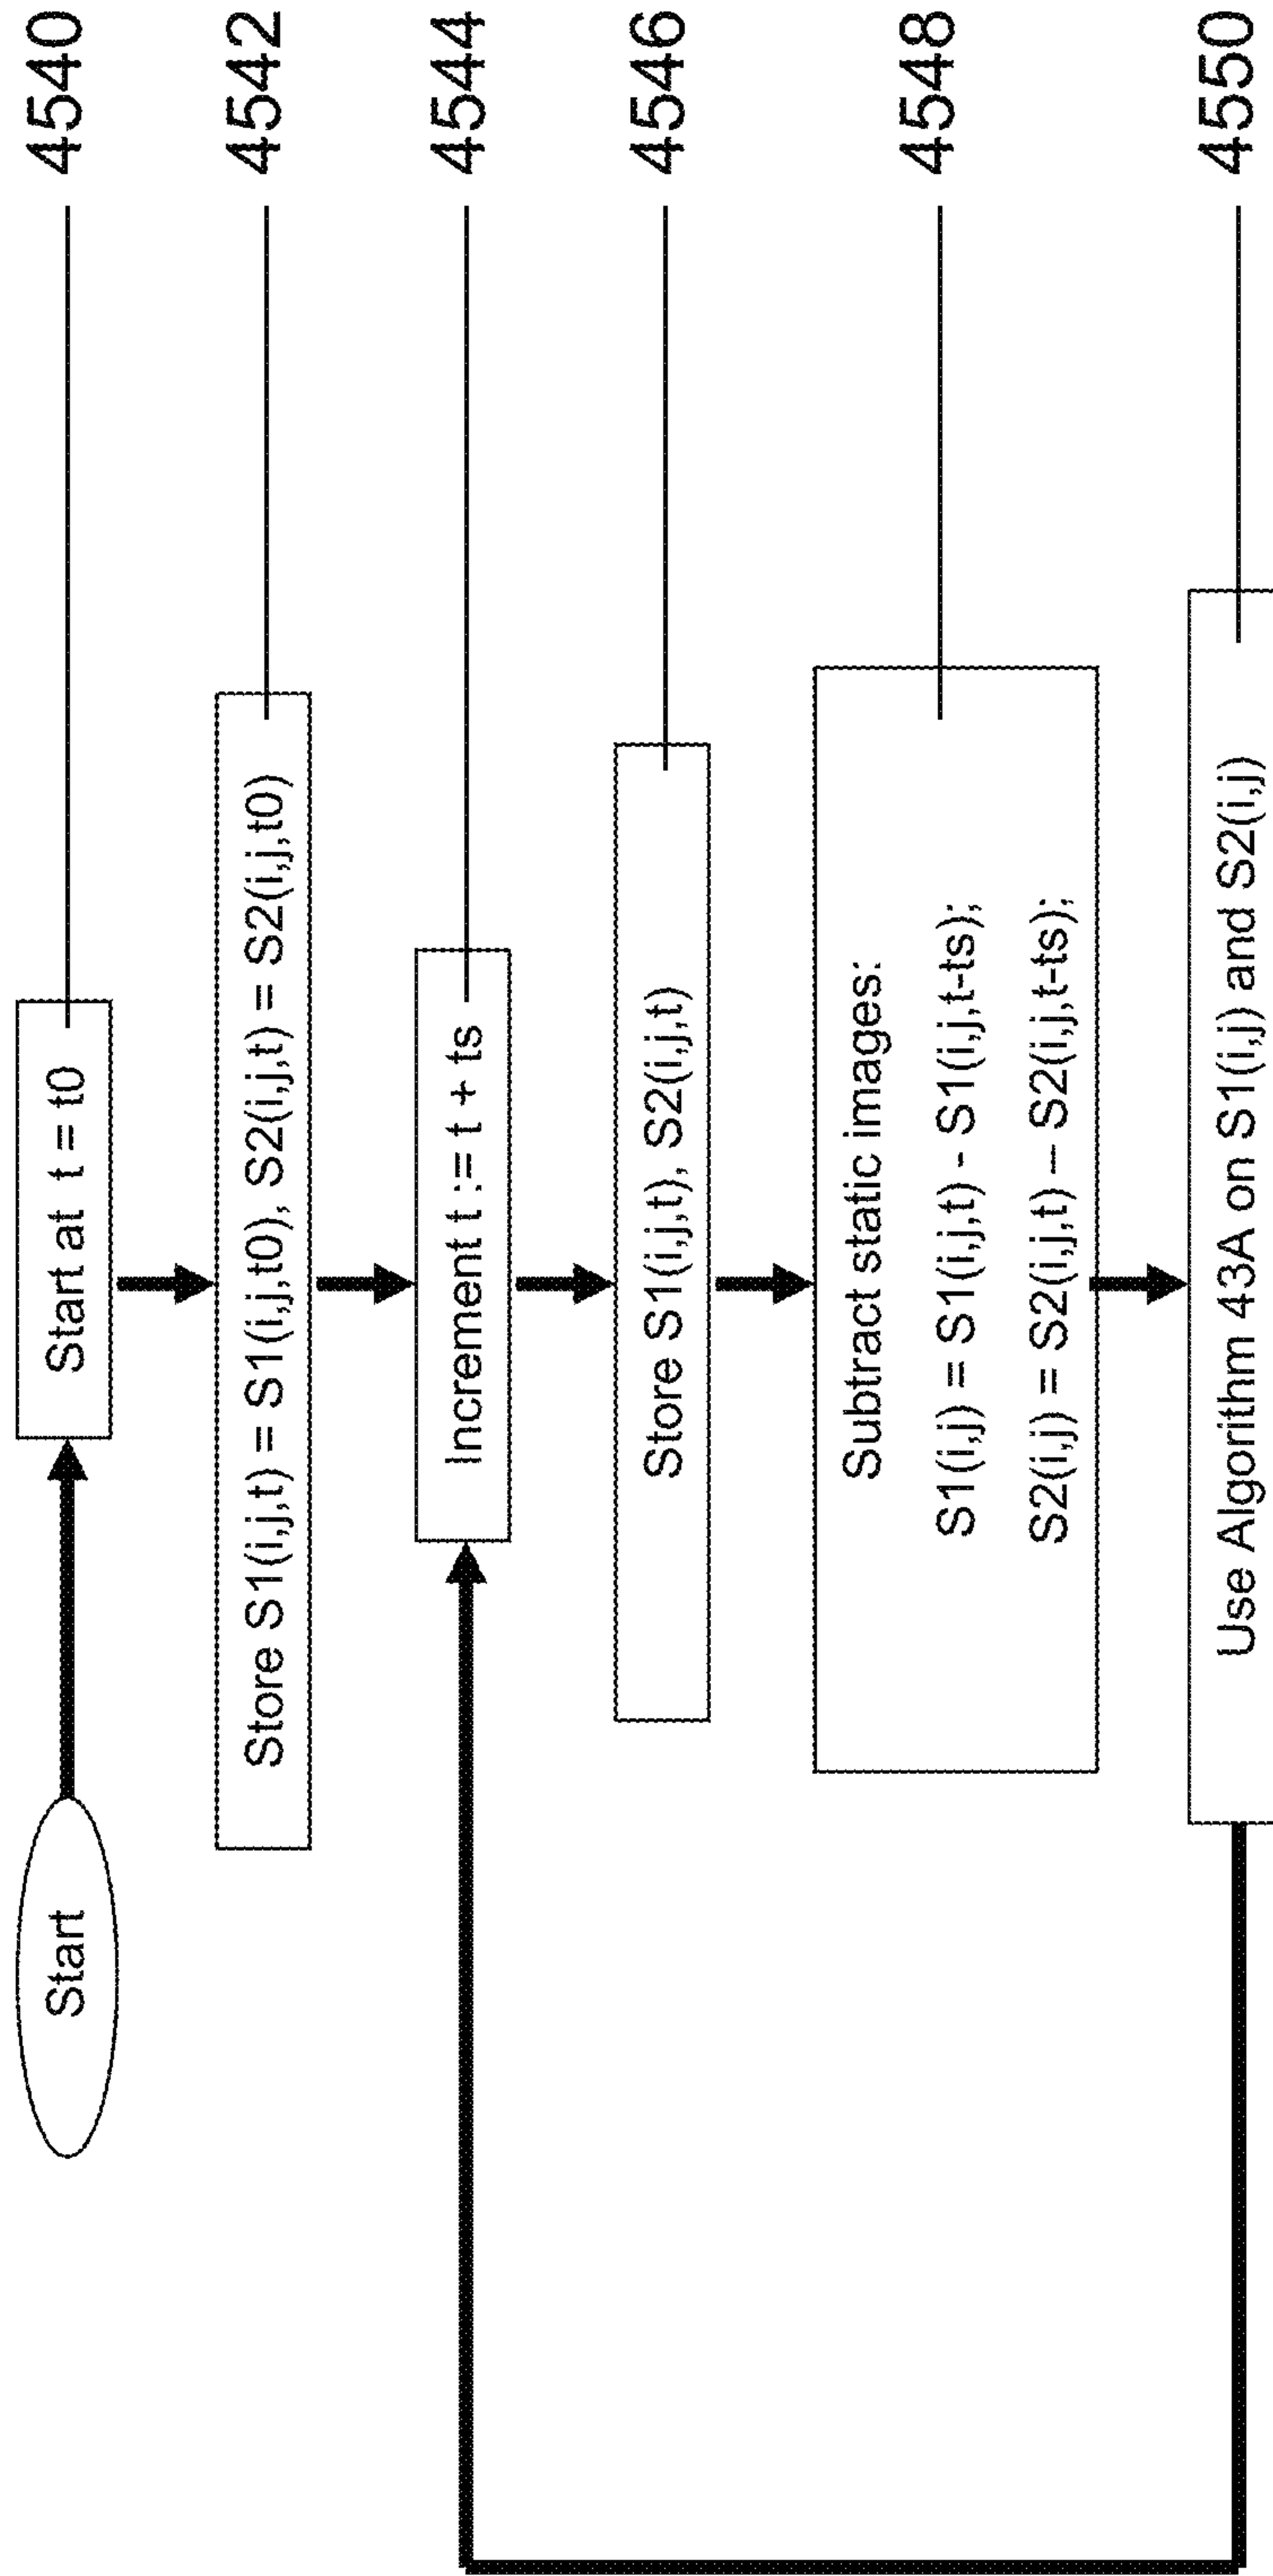 Start
Start at t = t0
4540
Store S1(i,j,t) = S1(i,j,t0), S2(i,j,t) = S2(i,j,t0)
4542
Increment t := t + ts
4544
Store S1(i,j,t), S2(i,j,t)
4546
Subtract static images:
S1(i,j) = S1(i,j,t) - S1(i,j,t-ts);
S2(i,j) = S2(i,j,t) – S2(i,j,t-ts);
4548
Use Algorithm 43A on S1(i,j) and S2(i,j)
4550